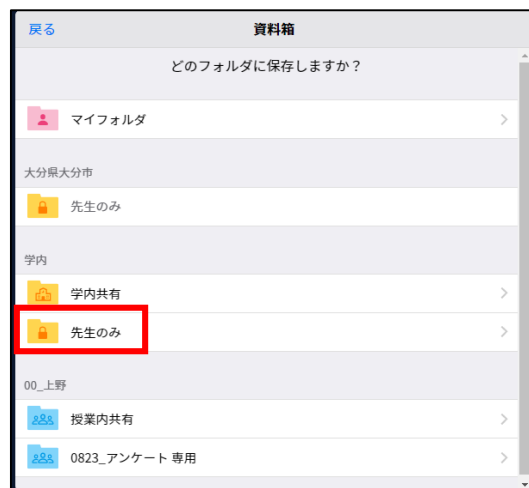 戻る 資料箱
どのフォルダに保存しますか？
マイフォルダ
大分県大分市
先生のみ
学内
学内共有
先生のみ
00_上野
授業内共有
0823_アンケート 専用